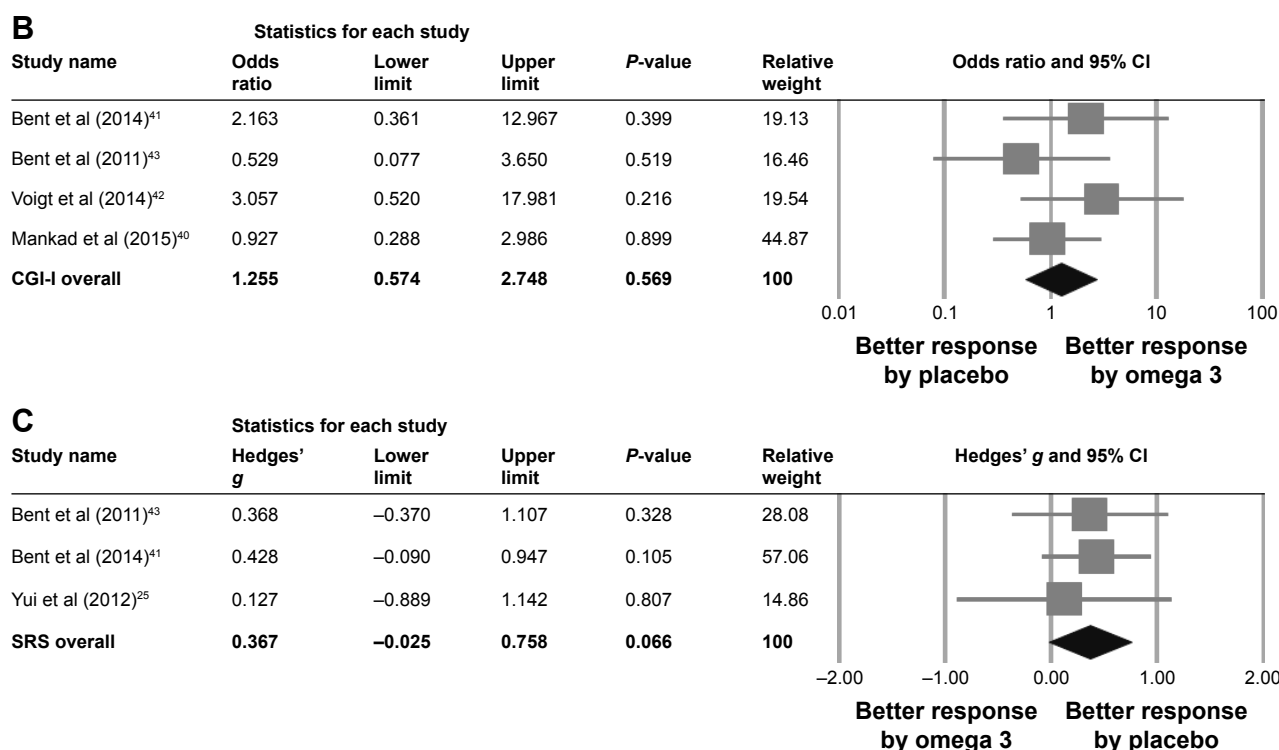 B
Statistics for each study
Study name Odds ratio Lower limit Upper limit P-value Relative weight Odds ratio and 95% CI
Bent et al (2014)41 2.163 0.361 12.967 0.399 19.13
Bent et al (2011)43 0.529 0.077 3.650 0.519 16.46
Voigt et al (2014)42 3.057 0.520 17.981 0.216 19.54
Mankad et al (2015)40 0.927 0.288 2.986 0.899 44.87
CGI-I overall 1.255 0.574 2.748 0.569 100
0.01 0.1 1 10 100
Better response by placebo Better response by omega 3
C
Statistics for each study
Study name Hedges' g Lower limit Upper limit P-value Relative weight Hedges' g and 95% CI
Bent et al (2011)43 0.368 –0.370 1.107 0.328 28.08
Bent et al (2014)41 0.428 –0.090 0.947 0.105 57.06
Yui et al (2012)25 0.127 –0.889 1.142 0.807 14.86
SRS overall 0.367 –0.025 0.758 0.066 100
–2.00 –1.00 0.00 1.00 2.00
Better response by omega 3 Better response by placebo